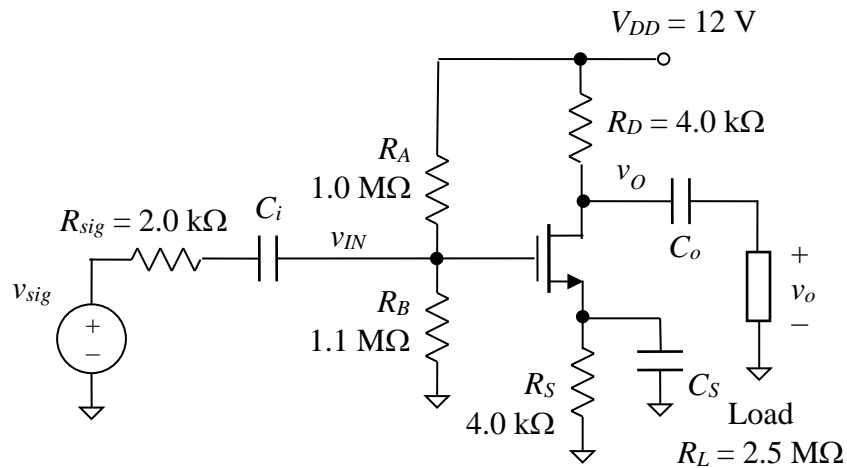 V_DD = 12 V
R_D = 4.0 kΩ
R_A
1.0 MΩ
v_O
R_sig = 2.0 kΩ
C_i
v_IN
C_o
v_sig
+
–
R_B
1.1 MΩ
+
v_o
–
R_S
4.0 kΩ
C_S
Load
R_L = 2.5 MΩ